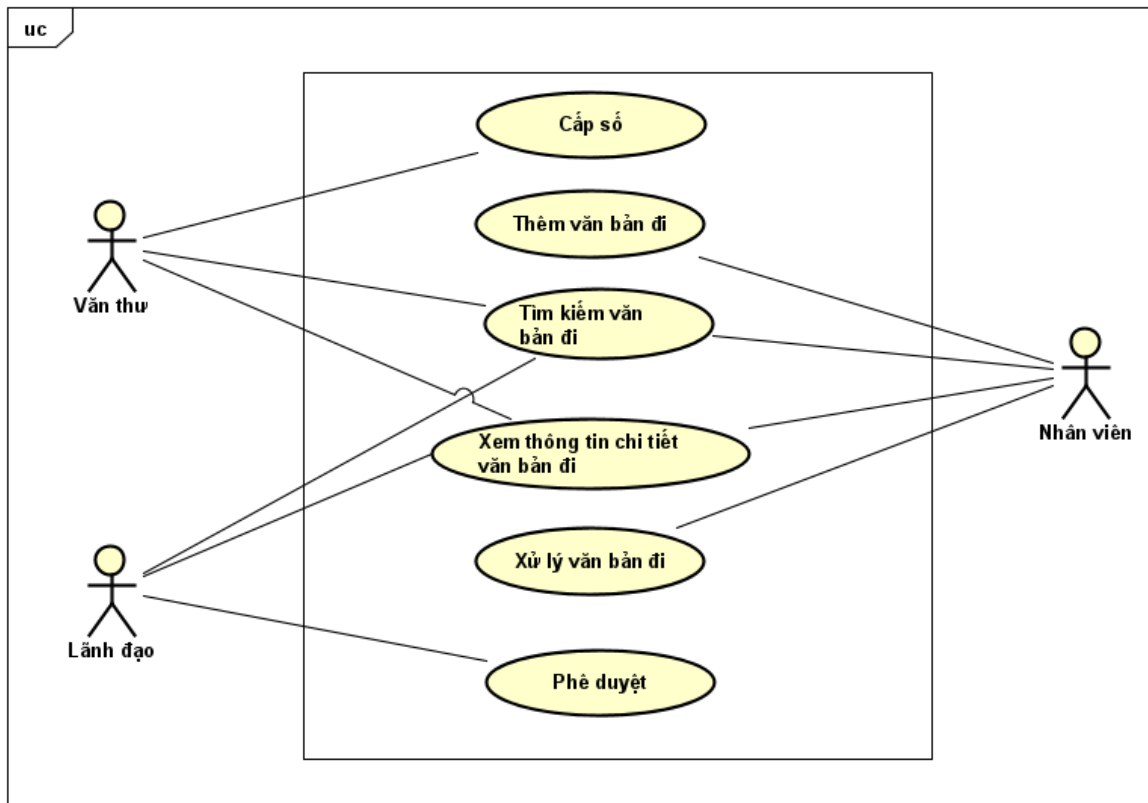 uc
Cấp số
Thêm văn bản đi
Văn thư
Tìm kiếm văn
bản đi
Nhân viên
Xem thông tin chi tiết
văn bản đi
Xử lý văn bản đi
Lãnh đạo
Phê duyệt